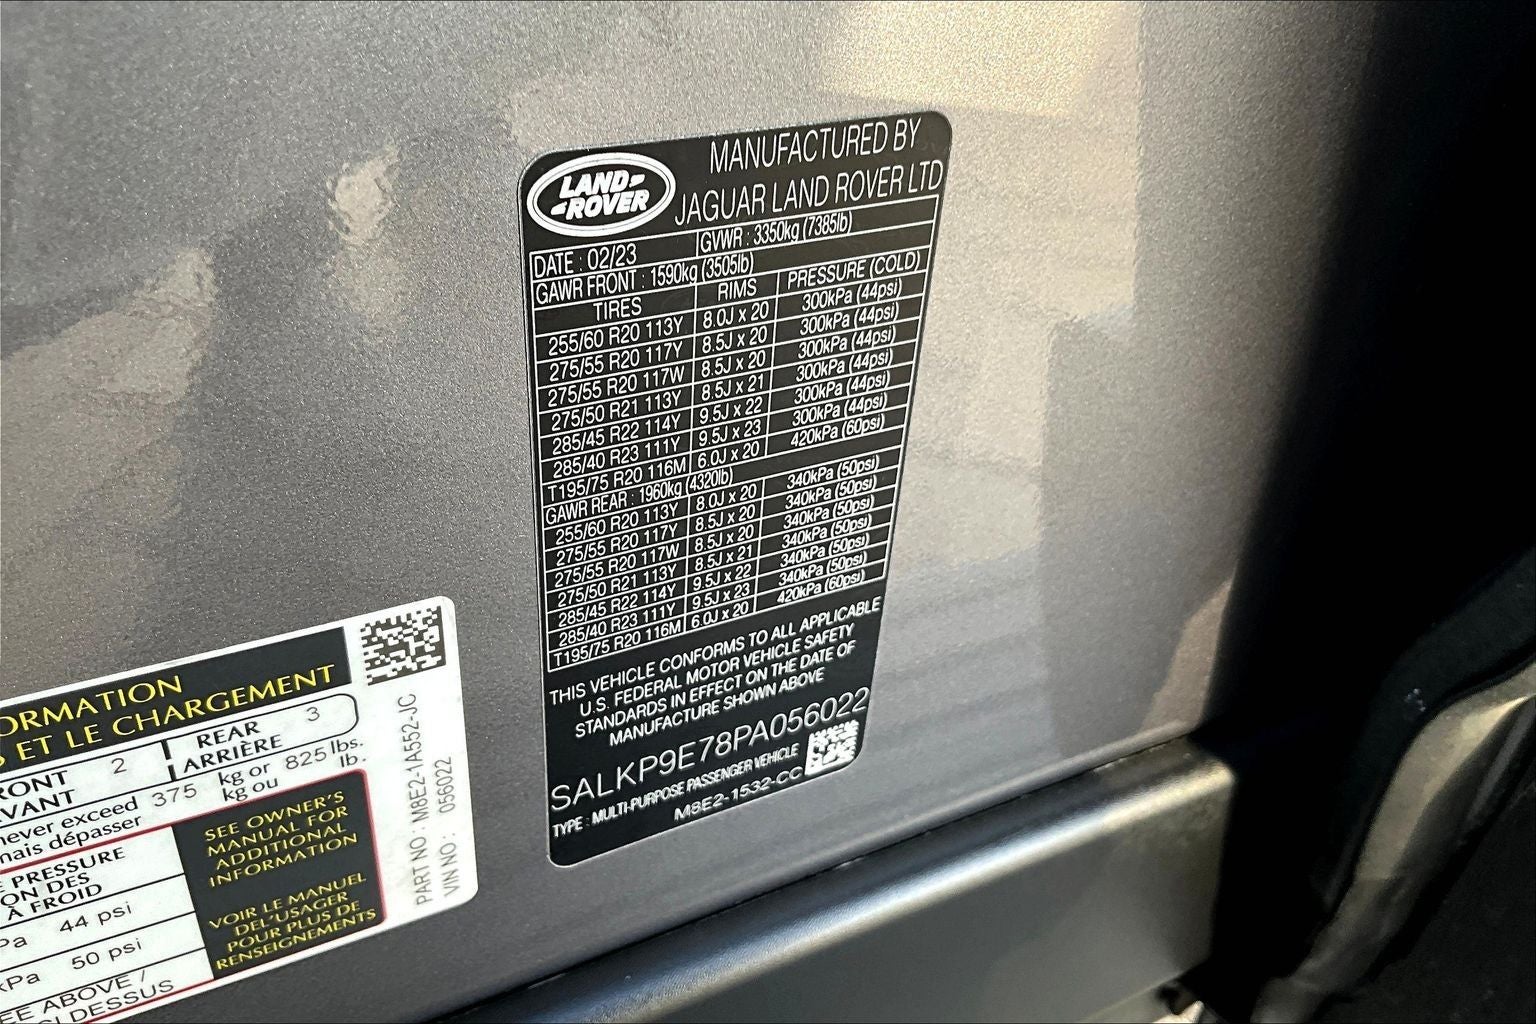 LAND-
-ROVER
MANUFACTURED BY
JAGUAR LAND ROVER LTD
DATE : 02/23 GVWR : 3350kg (7385lb)
GAWR FRONT : 1590kg (3505lb)
TIRES RIMS PRESSURE (COLD)
255/60 R20 113Y 8.0J x 20 300kPa (44psi)
275/55 R20 117Y 8.5J x 20 300kPa (44psi)
275/55 R20 117W 8.5J x 20 300kPa (44psi)
275/50 R21 113Y 8.5J x 21 300kPa (44psi)
285/45 R22 114Y 9.5J x 22 300kPa (44psi)
285/40 R23 111Y 9.5J x 23 300kPa (44psi)
T195/75 R20 116M 6.0J x 20 420kPa (60psi)
GAWR REAR : 1960kg (4320lb)
255/60 R20 113Y 8.0J x 20 340kPa (50psi)
275/55 R20 117Y 8.5J x 20 340kPa (50psi)
275/55 R20 117W 8.5J x 20 340kPa (50psi)
275/50 R21 113Y 8.5J x 21 340kPa (50psi)
285/45 R22 114Y 9.5J x 22 340kPa (50psi)
285/40 R23 111Y 9.5J x 23 340kPa (50psi)
T195/75 R20 116M 6.0J x 20 420kPa (60psi)
THIS VEHICLE CONFORMS TO ALL APPLICABLE
U.S. FEDERAL MOTOR VEHICLE SAFETY
STANDARDS IN EFFECT ON THE DATE OF
MANUFACTURE SHOWN ABOVE
SALKP9E78PA056022
TYPE : MULTI-PURPOSE PASSENGER VEHICLE
M8E2-1532-CC
ORMATION
ET LE CHARGEMENT
RONT 2 REAR 3
VANT ARRIÈRE
never exceed 375 kg or 825 lbs.
nais dépasser kg ou lb.
PRESSURE
ON DES
À FROID
Pa 44 psi
kPa 50 psi
EE ABOVE /
CI DESSUS
SEE OWNER'S
MANUAL FOR
ADDITIONAL
INFORMATION
VOIR LE MANUEL
DEL'USAGER
POUR PLUS DE
RENSEIGNEMENTS
PART NO : M8E2-1A552-JC
VIN NO : 056022